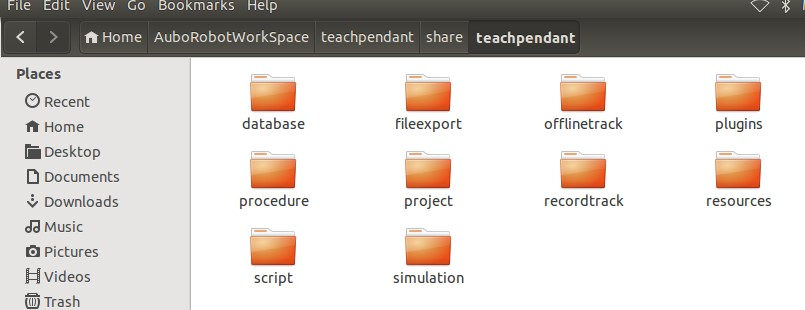 File Edit View Go Bookmarks Help
Home AuboRobotWorkSpace teachpendant share teachpendant
Places
Recent
Home
Desktop
Documents
Downloads
Music
Pictures
Videos
Trash
database fileexport offlinetrack plugins
procedure project recordtrack resources
script simulation